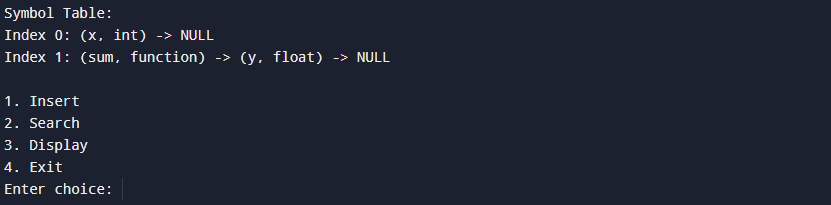 Symbol Table:
Index 0: (x, int) -> NULL
Index 1: (sum, function) -> (y, float) -> NULL
1. Insert
2. Search
3. Display
4. Exit
Enter choice: